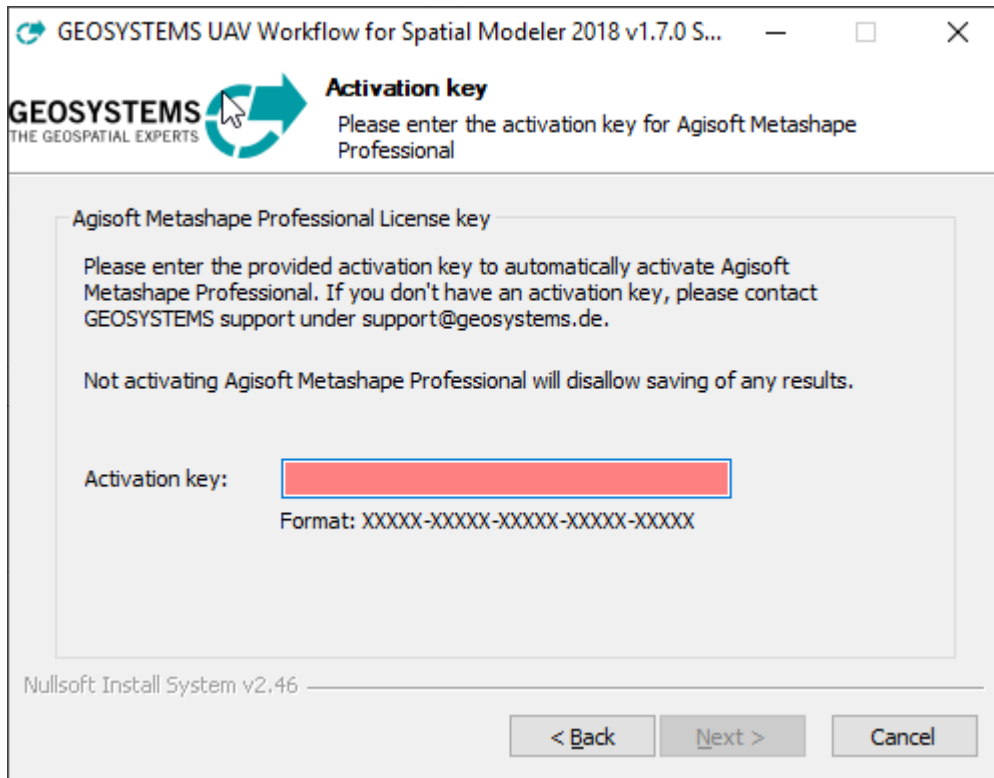 GEOSYSTEMS UAV Workflow for Spatial Modeler 2018 v1.7.0 S...
GEOSYSTEMS
THE GEOSPATIAL EXPERTS
Activation key
Please enter the activation key for Agisoft Metashape
Professional
Agisoft Metashape Professional License key
Please enter the provided activation key to automatically activate Agisoft
Metashape Professional. If you don't have an activation key, please contact
GEOSYSTEMS support under support@geosystems.de.
Not activating Agisoft Metashape Professional will disallow saving of any results.
Activation key:
Format: XXXXX-XXXXX-XXXXX-XXXXX-XXXXX
Nullsoft Install System v2.46
< Back
Next >
Cancel